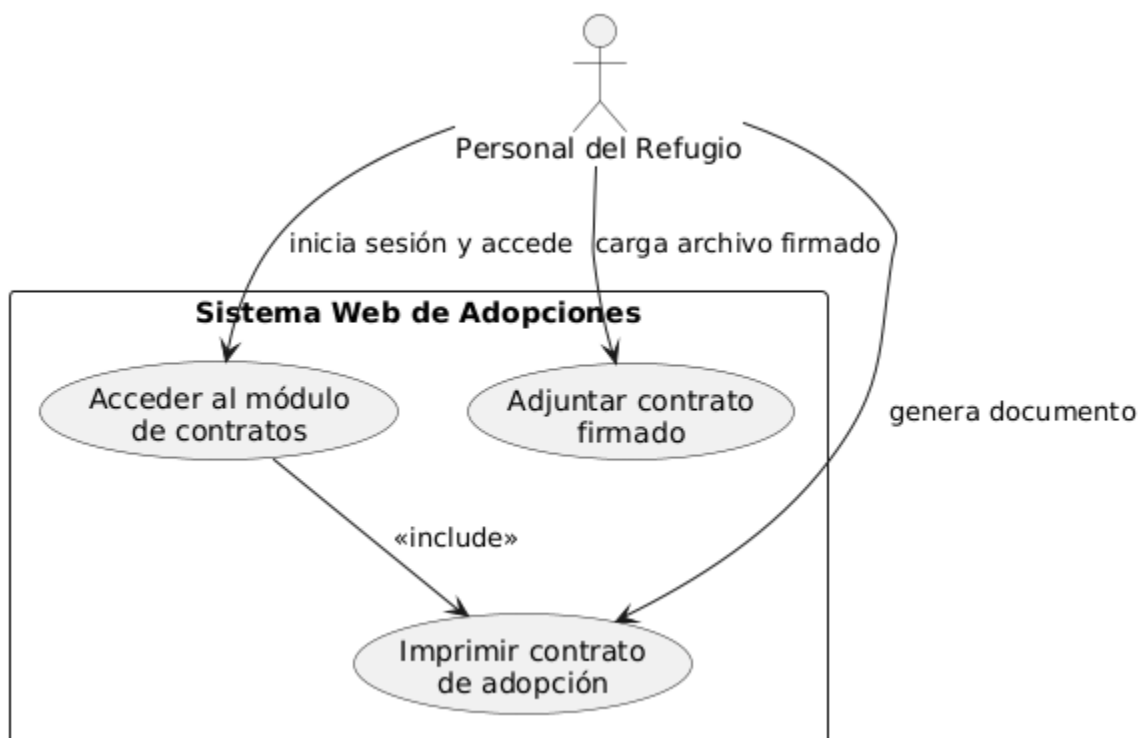 Personal del Refugio
inicia sesión y accede
carga archivo firmado
Sistema Web de Adopciones
Acceder al módulo
de contratos
Adjuntar contrato
firmado
genera documento
«include»
Imprimir contrato
de adopción